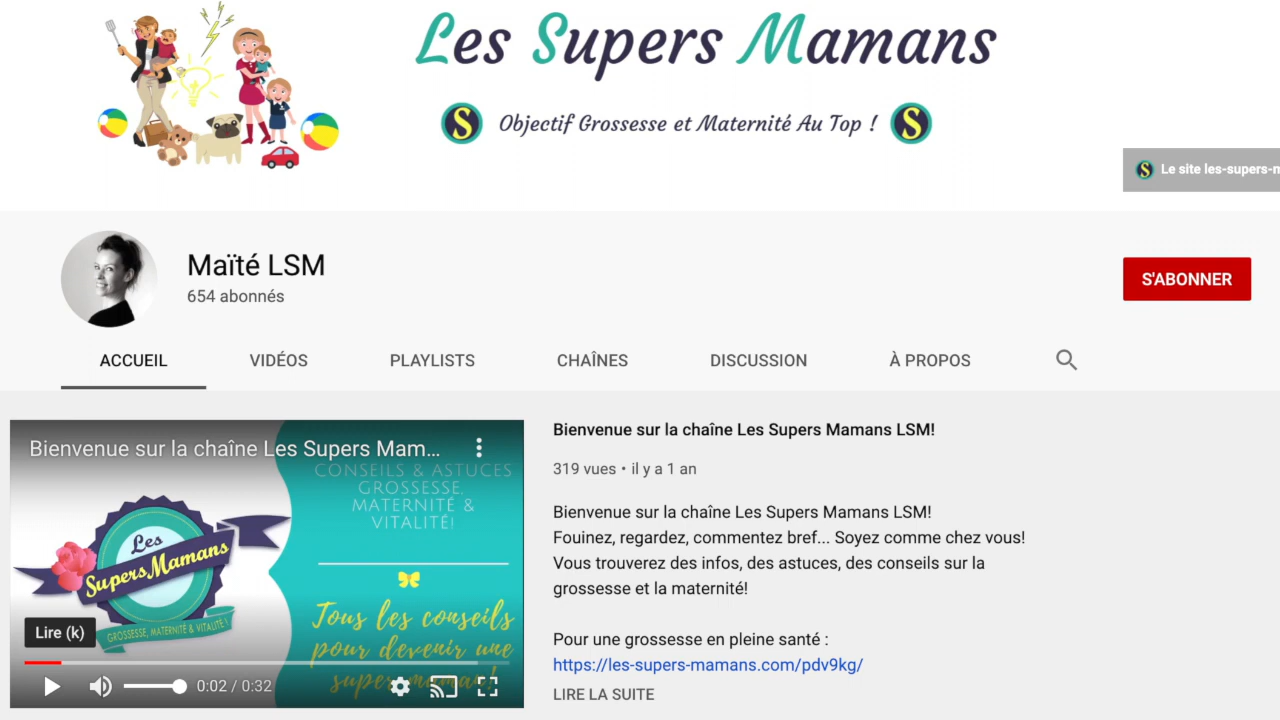 Les Supers Mamans
S Objectif Grossesse et Maternité Au Top ! S
S Le site les-supers-m
Maïté LSM
654 abonnés
S'ABONNER
ACCUEIL VIDÉOS PLAYLISTS CHAÎNES DISCUSSION À PROPOS
Bienvenue sur la chaîne Les Supers Mam...
CONSEILS & ASTUCES
GROSSESSE,
MATERNITÉ &
VITALITÉ!
Les
Supers Mamans
GROSSESSE, MATERNITÉ & VITALITÉ !
Tous les conseils
pour devenir une
super maman!
Lire (k)
0:02 / 0:32
Bienvenue sur la chaîne Les Supers Mamans LSM!
319 vues • il y a 1 an
Bienvenue sur la chaîne Les Supers Mamans LSM!
Fouinez, regardez, commentez bref... Soyez comme chez vous!
Vous trouverez des infos, des astuces, des conseils sur la
grossesse et la maternité!
Pour une grossesse en pleine santé :
https://les-supers-mamans.com/pdv9kg/
LIRE LA SUITE